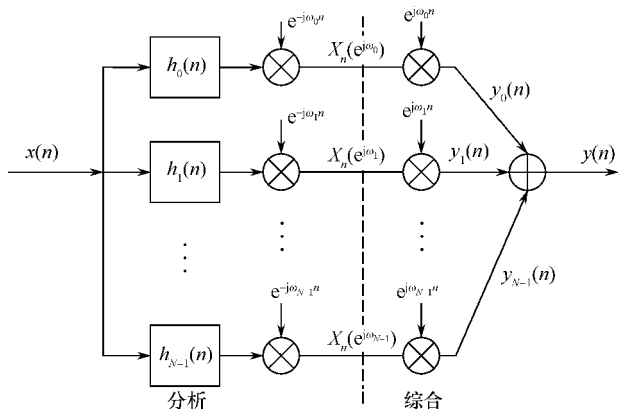 e^{-jω_0 n} e^{jω_0 n}
h_0(n) X_n(e^{jω_0}) y_0(n)
e^{-jω_1 n} e^{jω_1 n}
x(n) h_1(n) X_n(e^{jω_1}) y_1(n) y(n)
e^{-jω_{N-1} n} e^{jω_{N-1} n} y_{N-1}(n)
h_{N-1}(n) X_n(e^{jω_{N-1}})
分析 综合